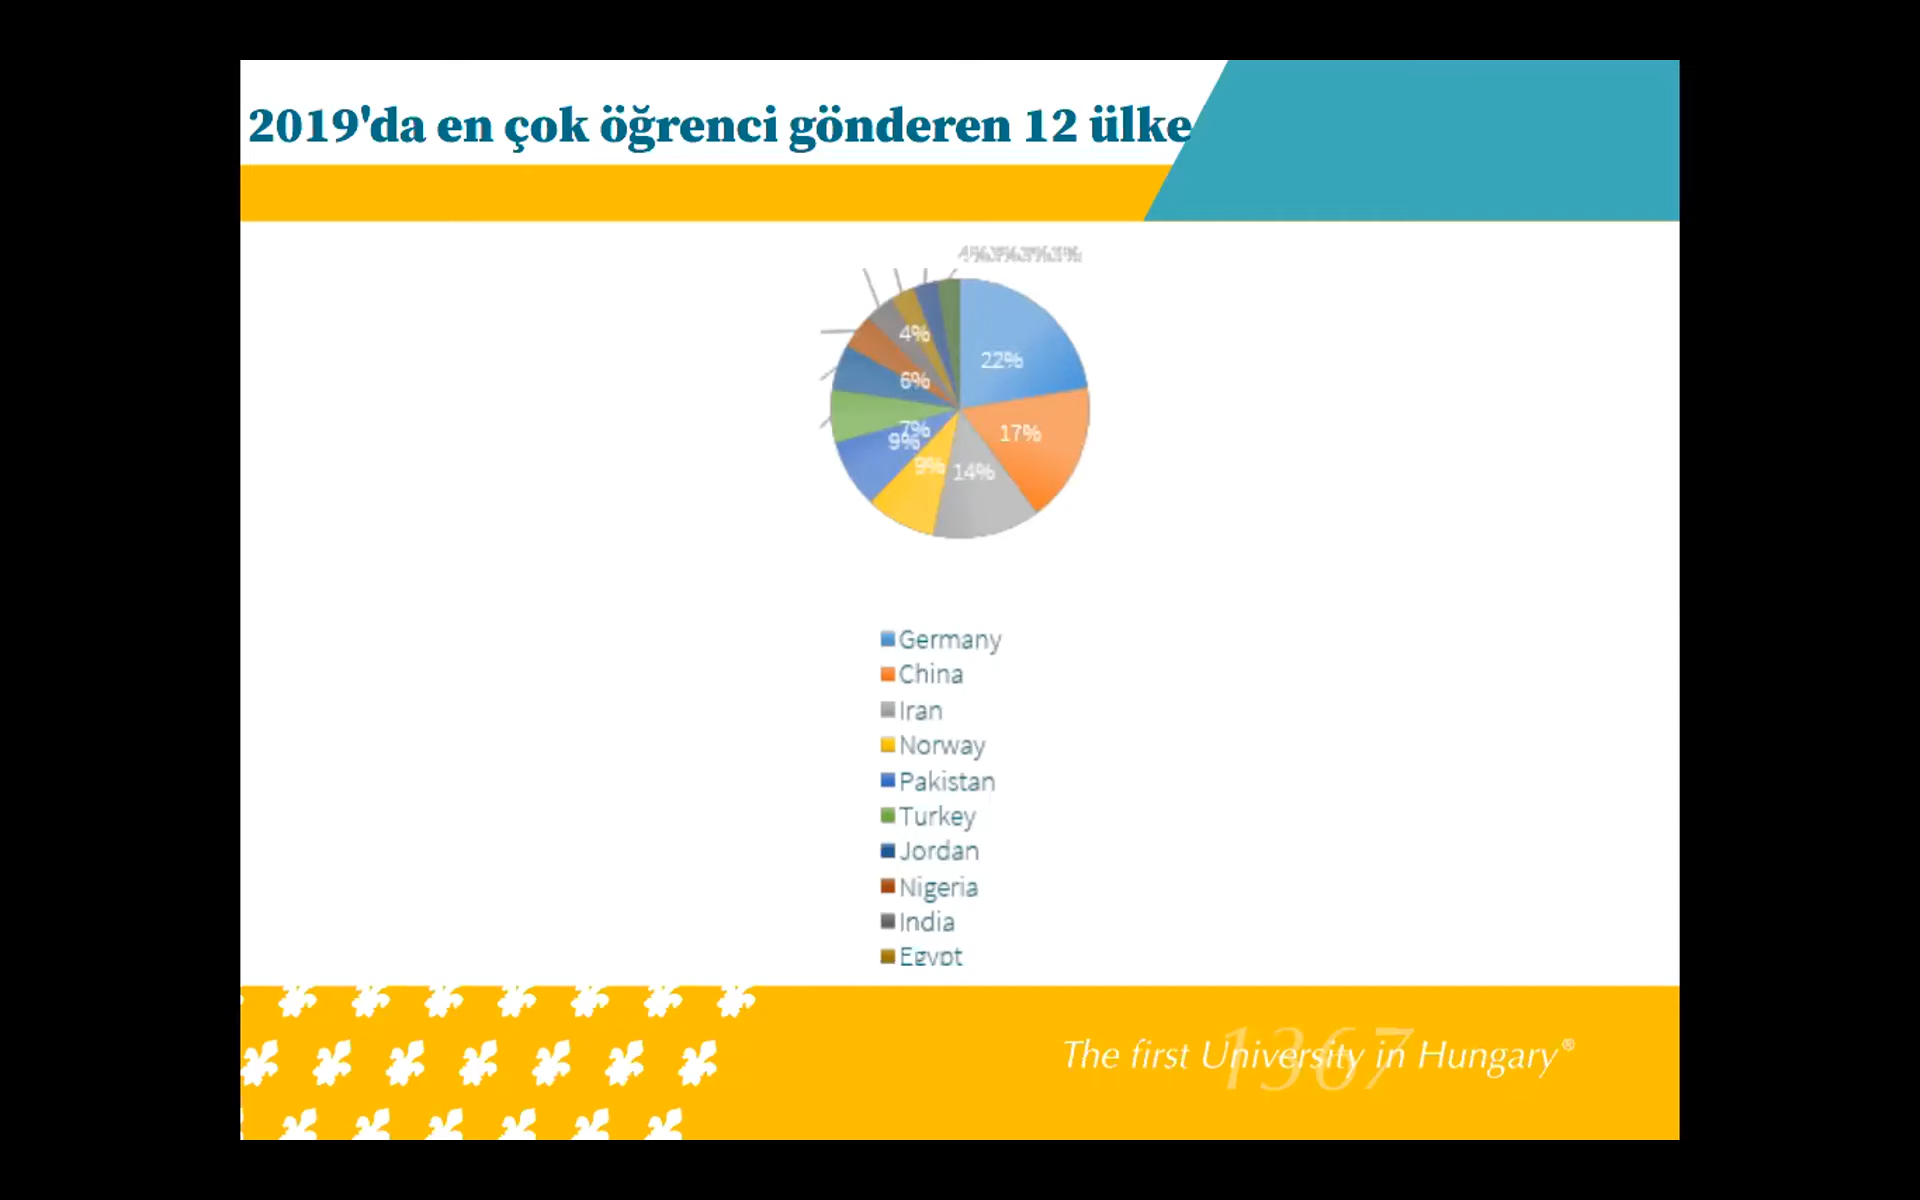 2019'da en çok öğrenci gönderen 12 ülke
4%
22%
6%
17%
7%
9%
9%
14%
Germany
China
Iran
Norway
Pakistan
Turkey
Jordan
Nigeria
India
Egypt
1367
The first University in Hungary®